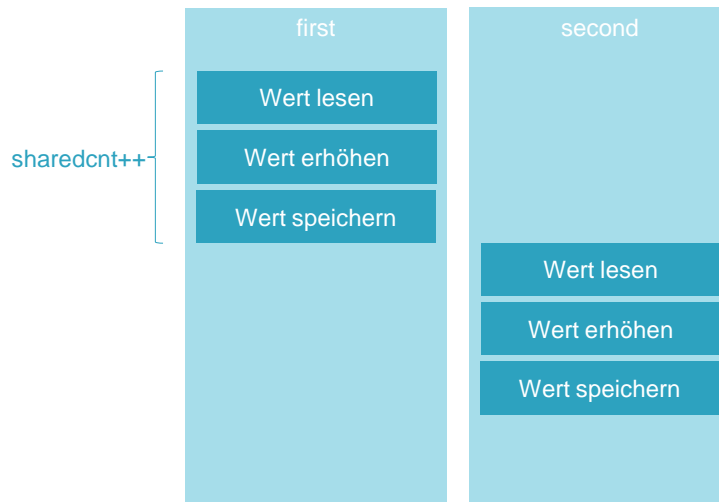 first
second
Wert lesen
sharedcnt++
Wert erhöhen
Wert speichern
Wert lesen
Wert erhöhen
Wert speichern